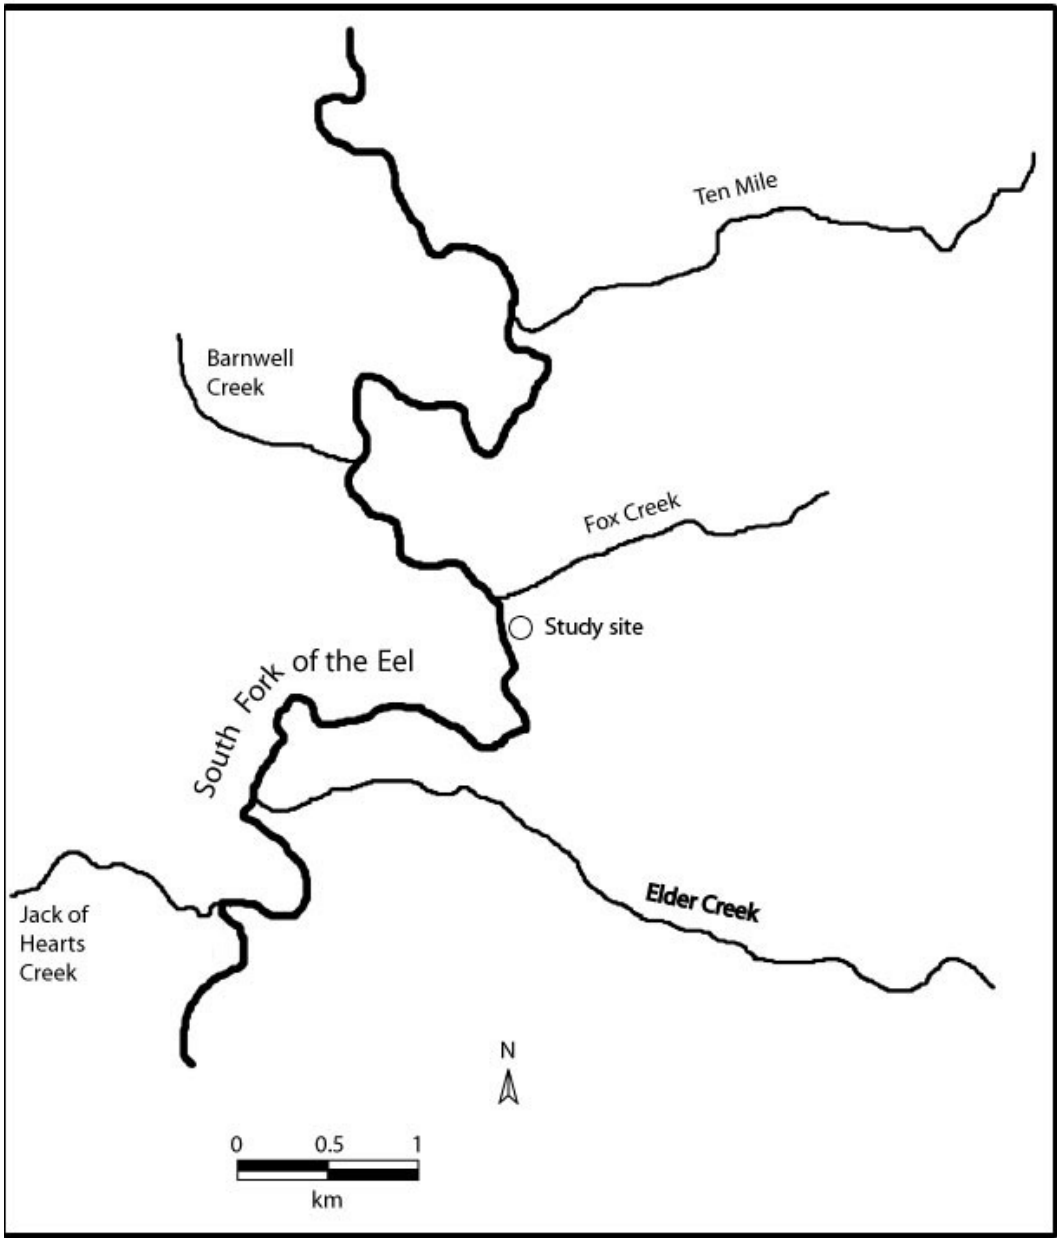 Ten Mile
Barnwell
Creek
Fox Creek
Study site
South Fork of the Eel
Elder Creek
Jack of
Hearts
Creek
N
0 0.5 1
km